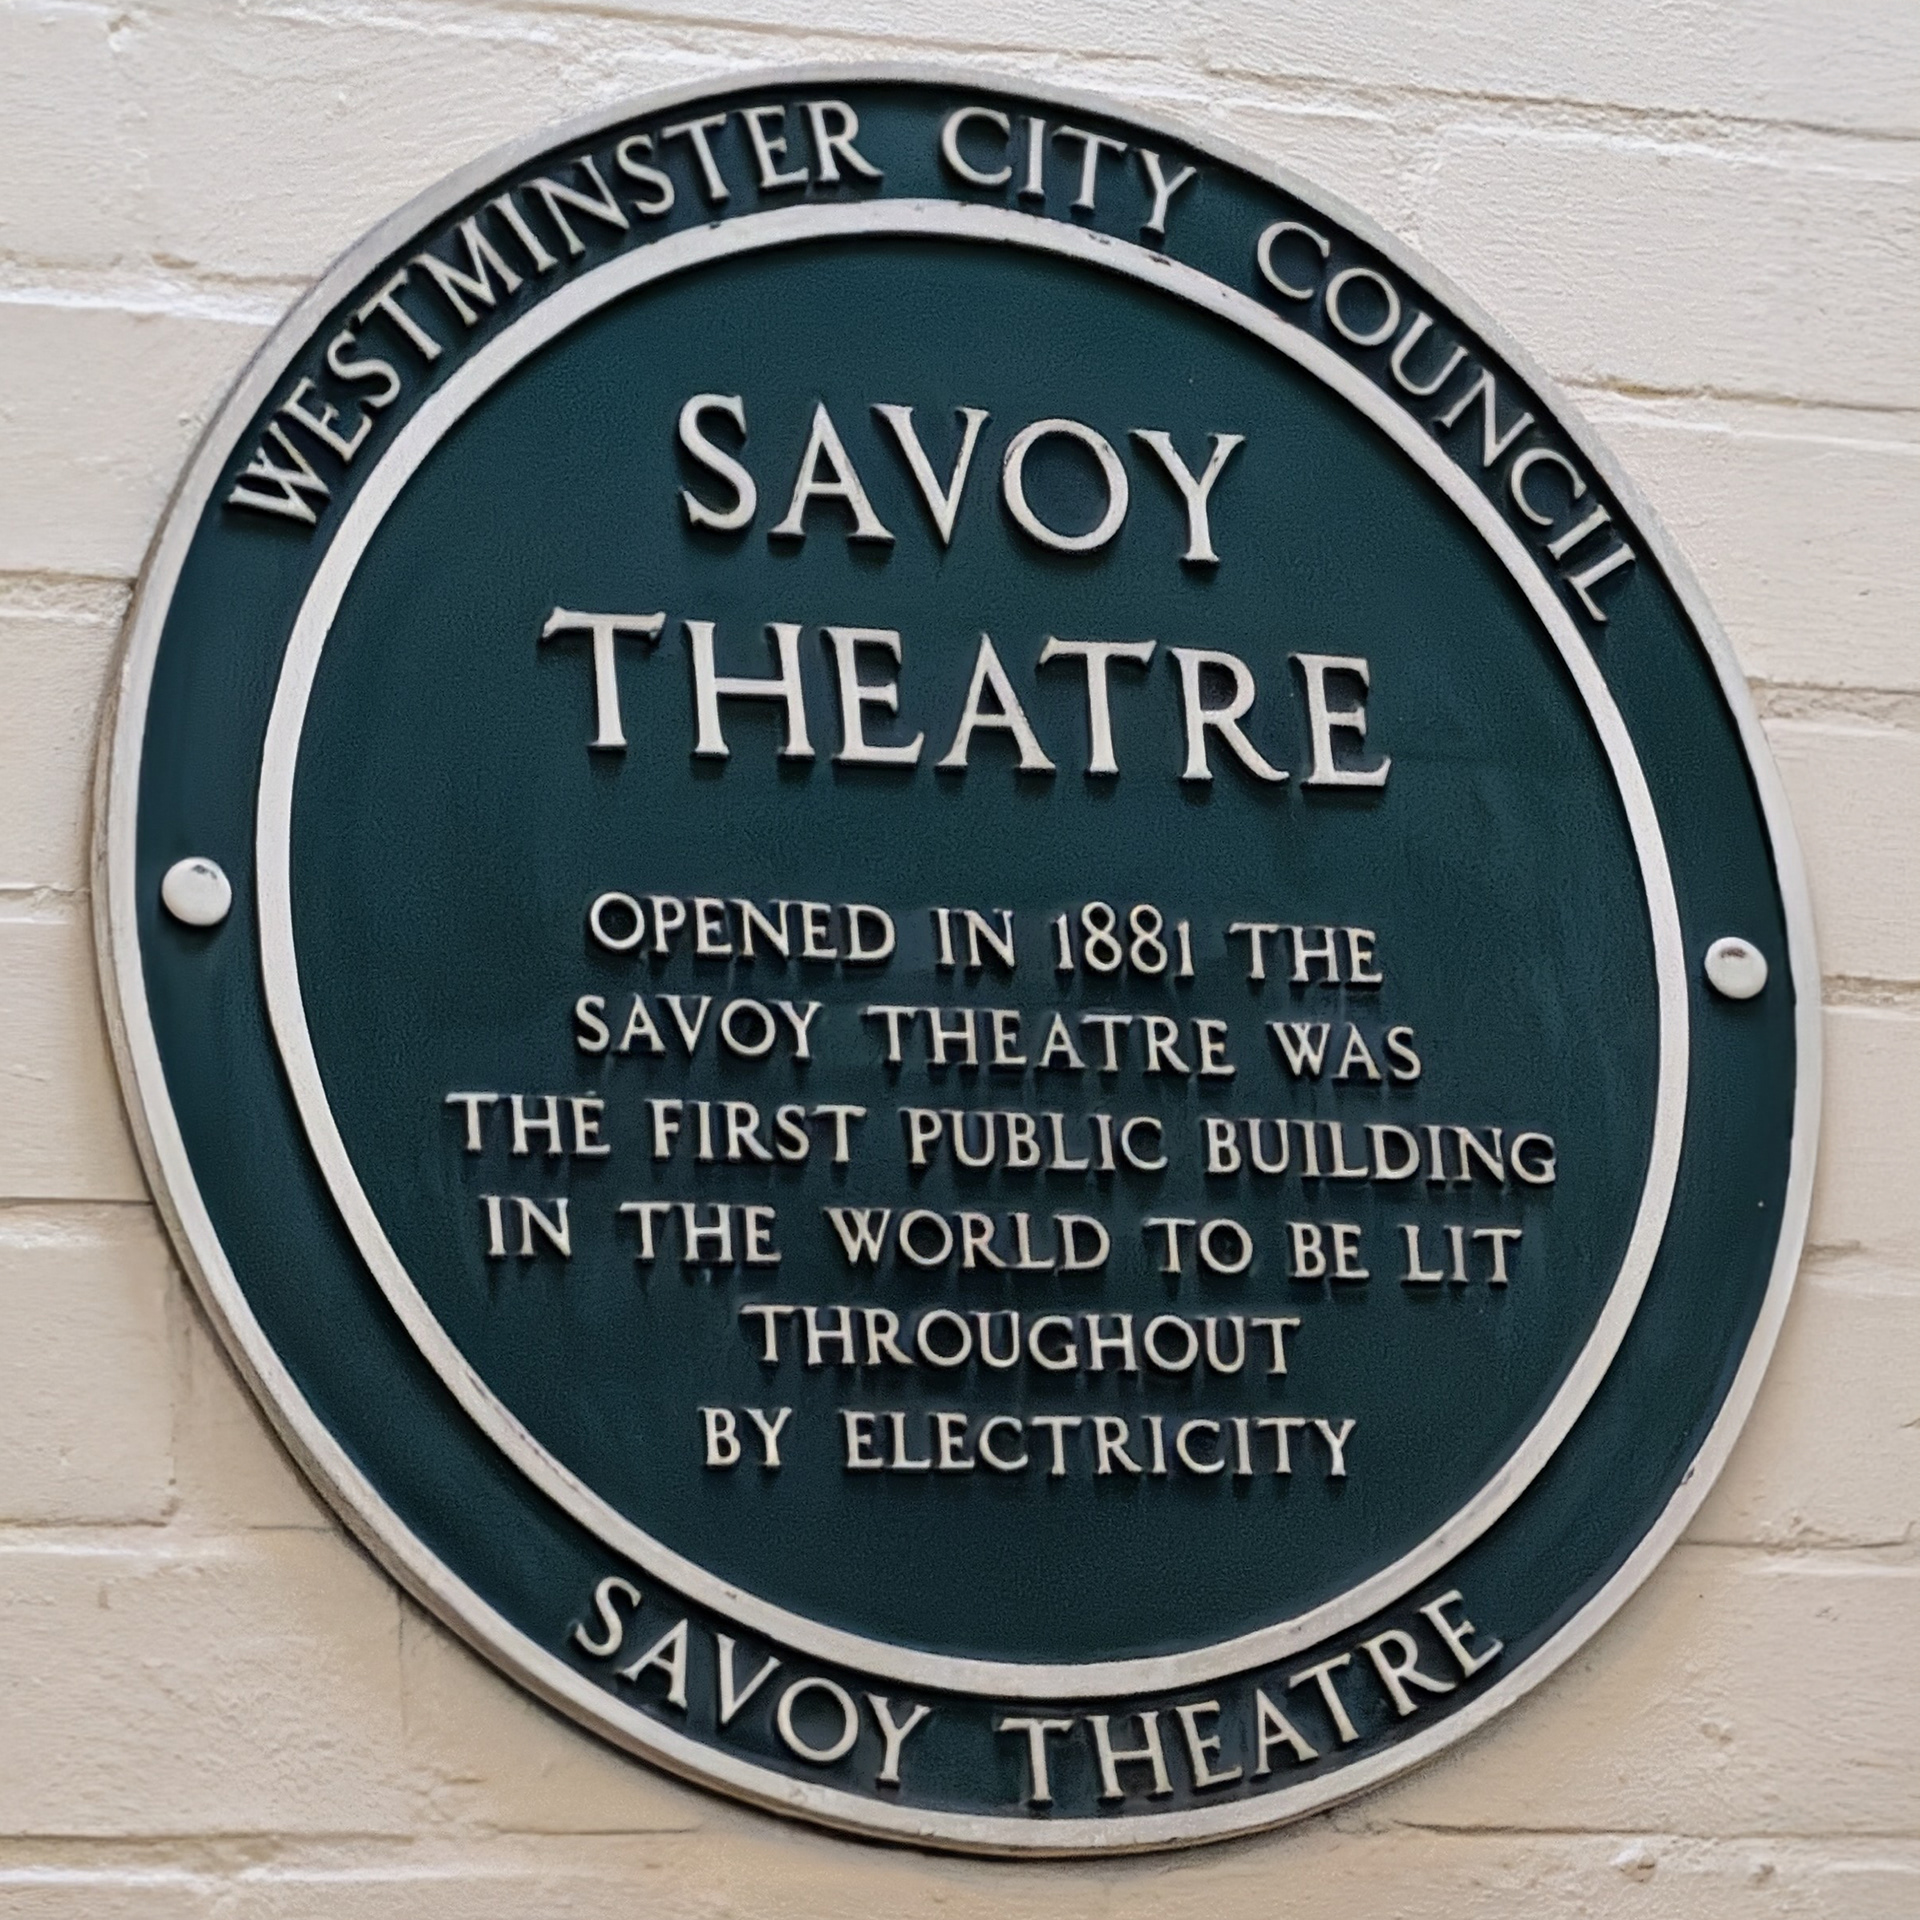 WESTMINSTER CITY COUNCIL
SAVOY
THEATRE
OPENED IN 1881 THE
SAVOY THEATRE WAS
THE FIRST PUBLIC BUILDING
IN THE WORLD TO BE LIT
THROUGHOUT
BY ELECTRICITY
SAVOY THEATRE